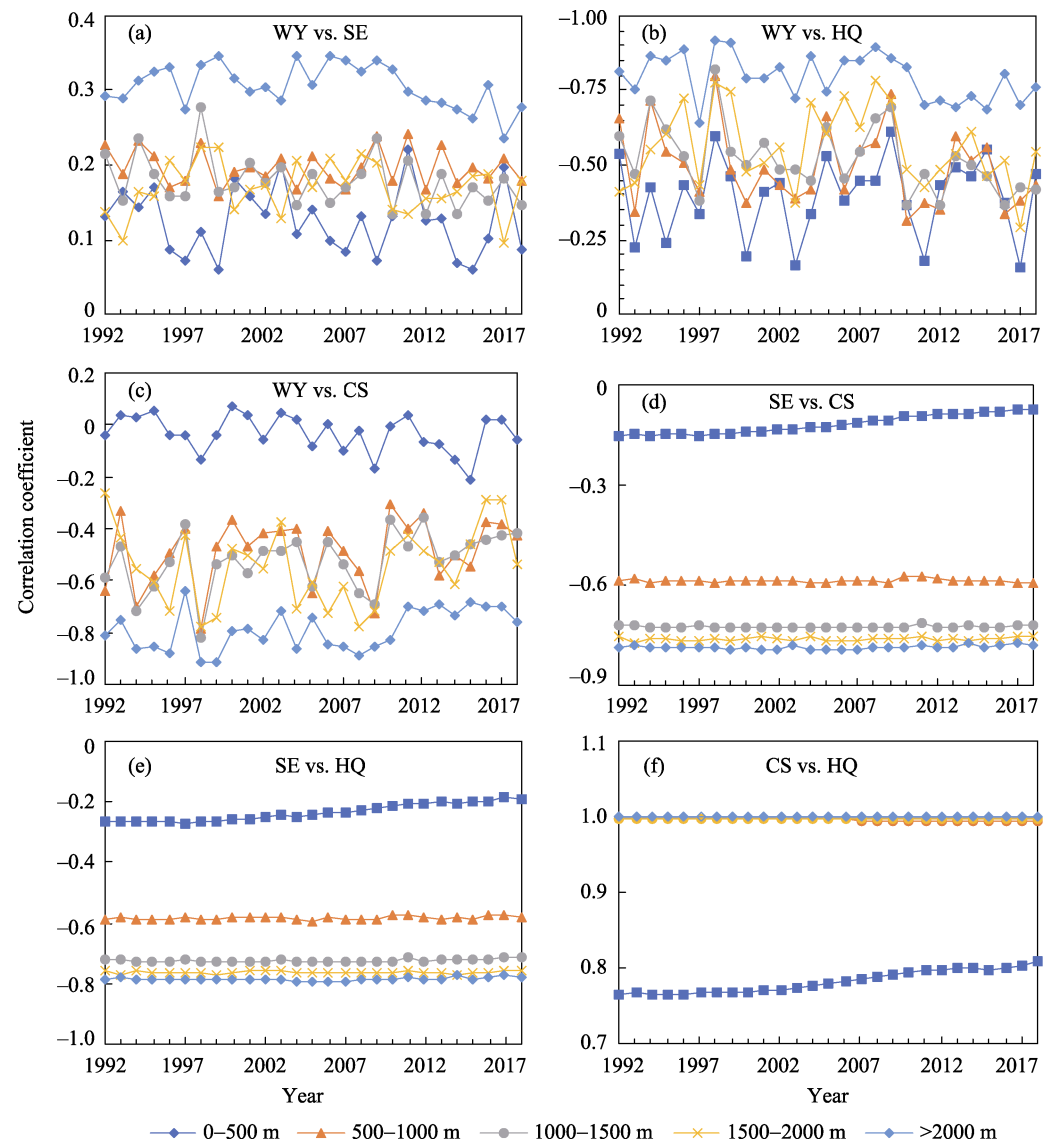 (a) WY vs. SE
0.4
0.3
0.2
0.1
0
1992 1997 2002 2007 2012 2017
(b) WY vs. HQ
–1.00
–0.75
–0.50
–0.25
0
1992 1997 2002 2007 2012 2017
(c) WY vs. CS
0.2
0
–0.2
–0.4
–0.6
–0.8
–1.0
1992 1997 2002 2007 2012 2017
Correlation coefficient
(d) SE vs. CS
0
–0.3
–0.6
–0.9
1992 1997 2002 2007 2012 2017
(e) SE vs. HQ
0
–0.2
–0.4
–0.6
–0.8
–1.0
1992 1997 2002 2007 2012 2017
Year
(f) CS vs. HQ
1.1
1.0
0.9
0.8
0.7
1992 1997 2002 2007 2012 2017
Year
0–500 m 500–1000 m 1000–1500 m 1500–2000 m >2000 m